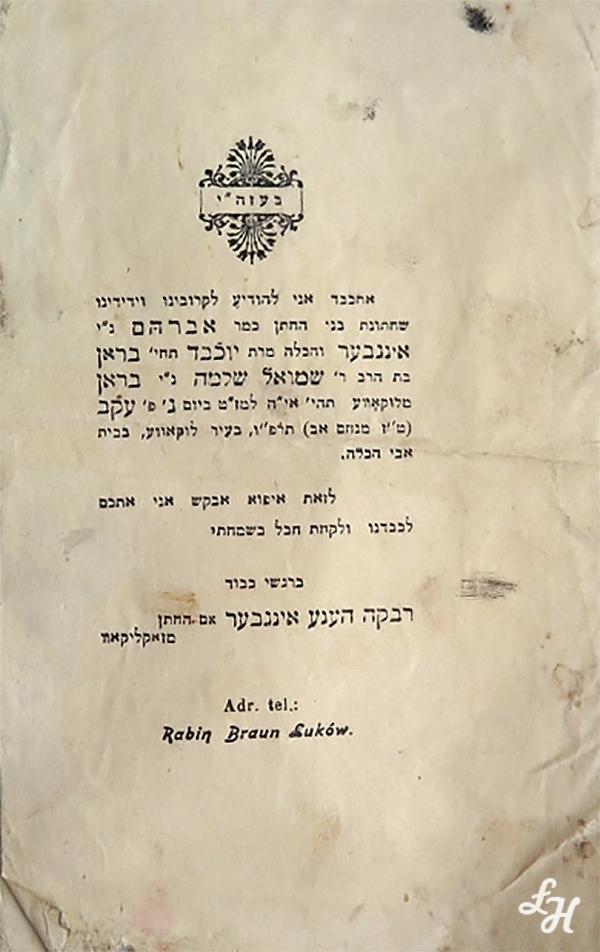 בעזה"י
אתכבד אני להודיע לקרובינו וידידינו
שחתונת בני החתן כמר אברהם נ"י
אינגבער והכלה מרת יוכבד תחי' בראן
בת הרב ר' שמואל שלמה נ"י בראן
מלוקאווע תהי' אי"ה למז"ט ביום ג' פ' עקב
(ט"ז מנחם אב) תרפ"ו, בעיר לוקאווע, בבית
אבי הכלה.
לזאת איפוא אבקש אני אתכם
לכבדנו ולקחת חבל בשמחתי
ברגשי כבוד
רבקה הענע אינגבער אם החתן
מזאקליקאוו
Adr. tel.:
Rabin Braun Łuków.
ŁH